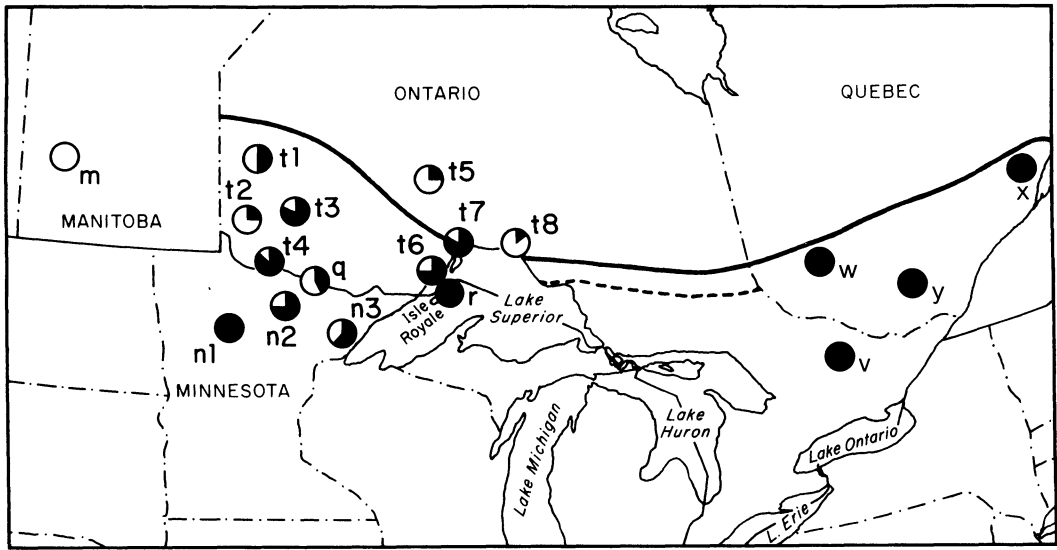 ONTARIO
QUEBEC
m
t1
t5
x
t2
t3
MANITOBA
t7
t8
t4
t6
w
q
r
y
n3
Isle
Royale
Lake
Superior
n2
n1
v
MINNESOTA
Lake
Huron
Lake Michigan
Lake Ontario
L. Erie